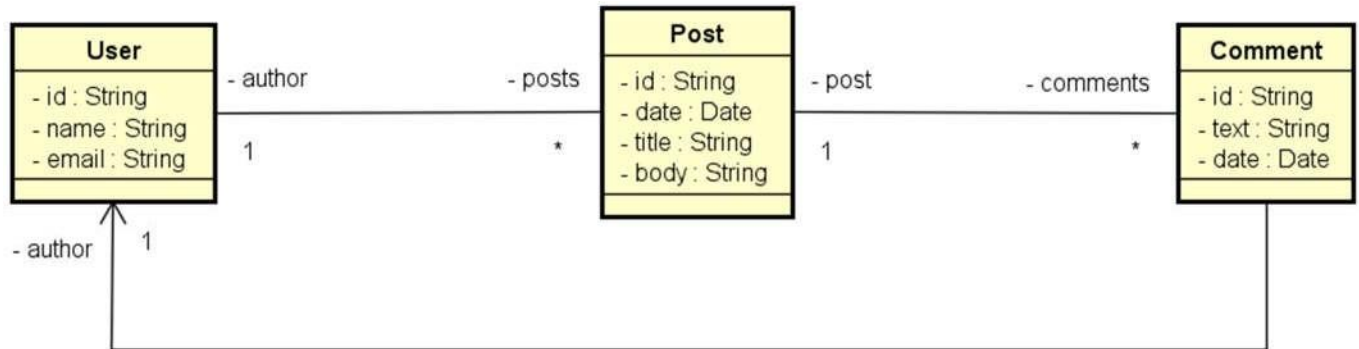 User
- id : String
- name : String
- email : String
- author
1
- posts
*
Post
- id : String
- date : Date
- title : String
- body : String
- post
1
- comments
*
Comment
- id : String
- text : String
- date : Date
- author
1